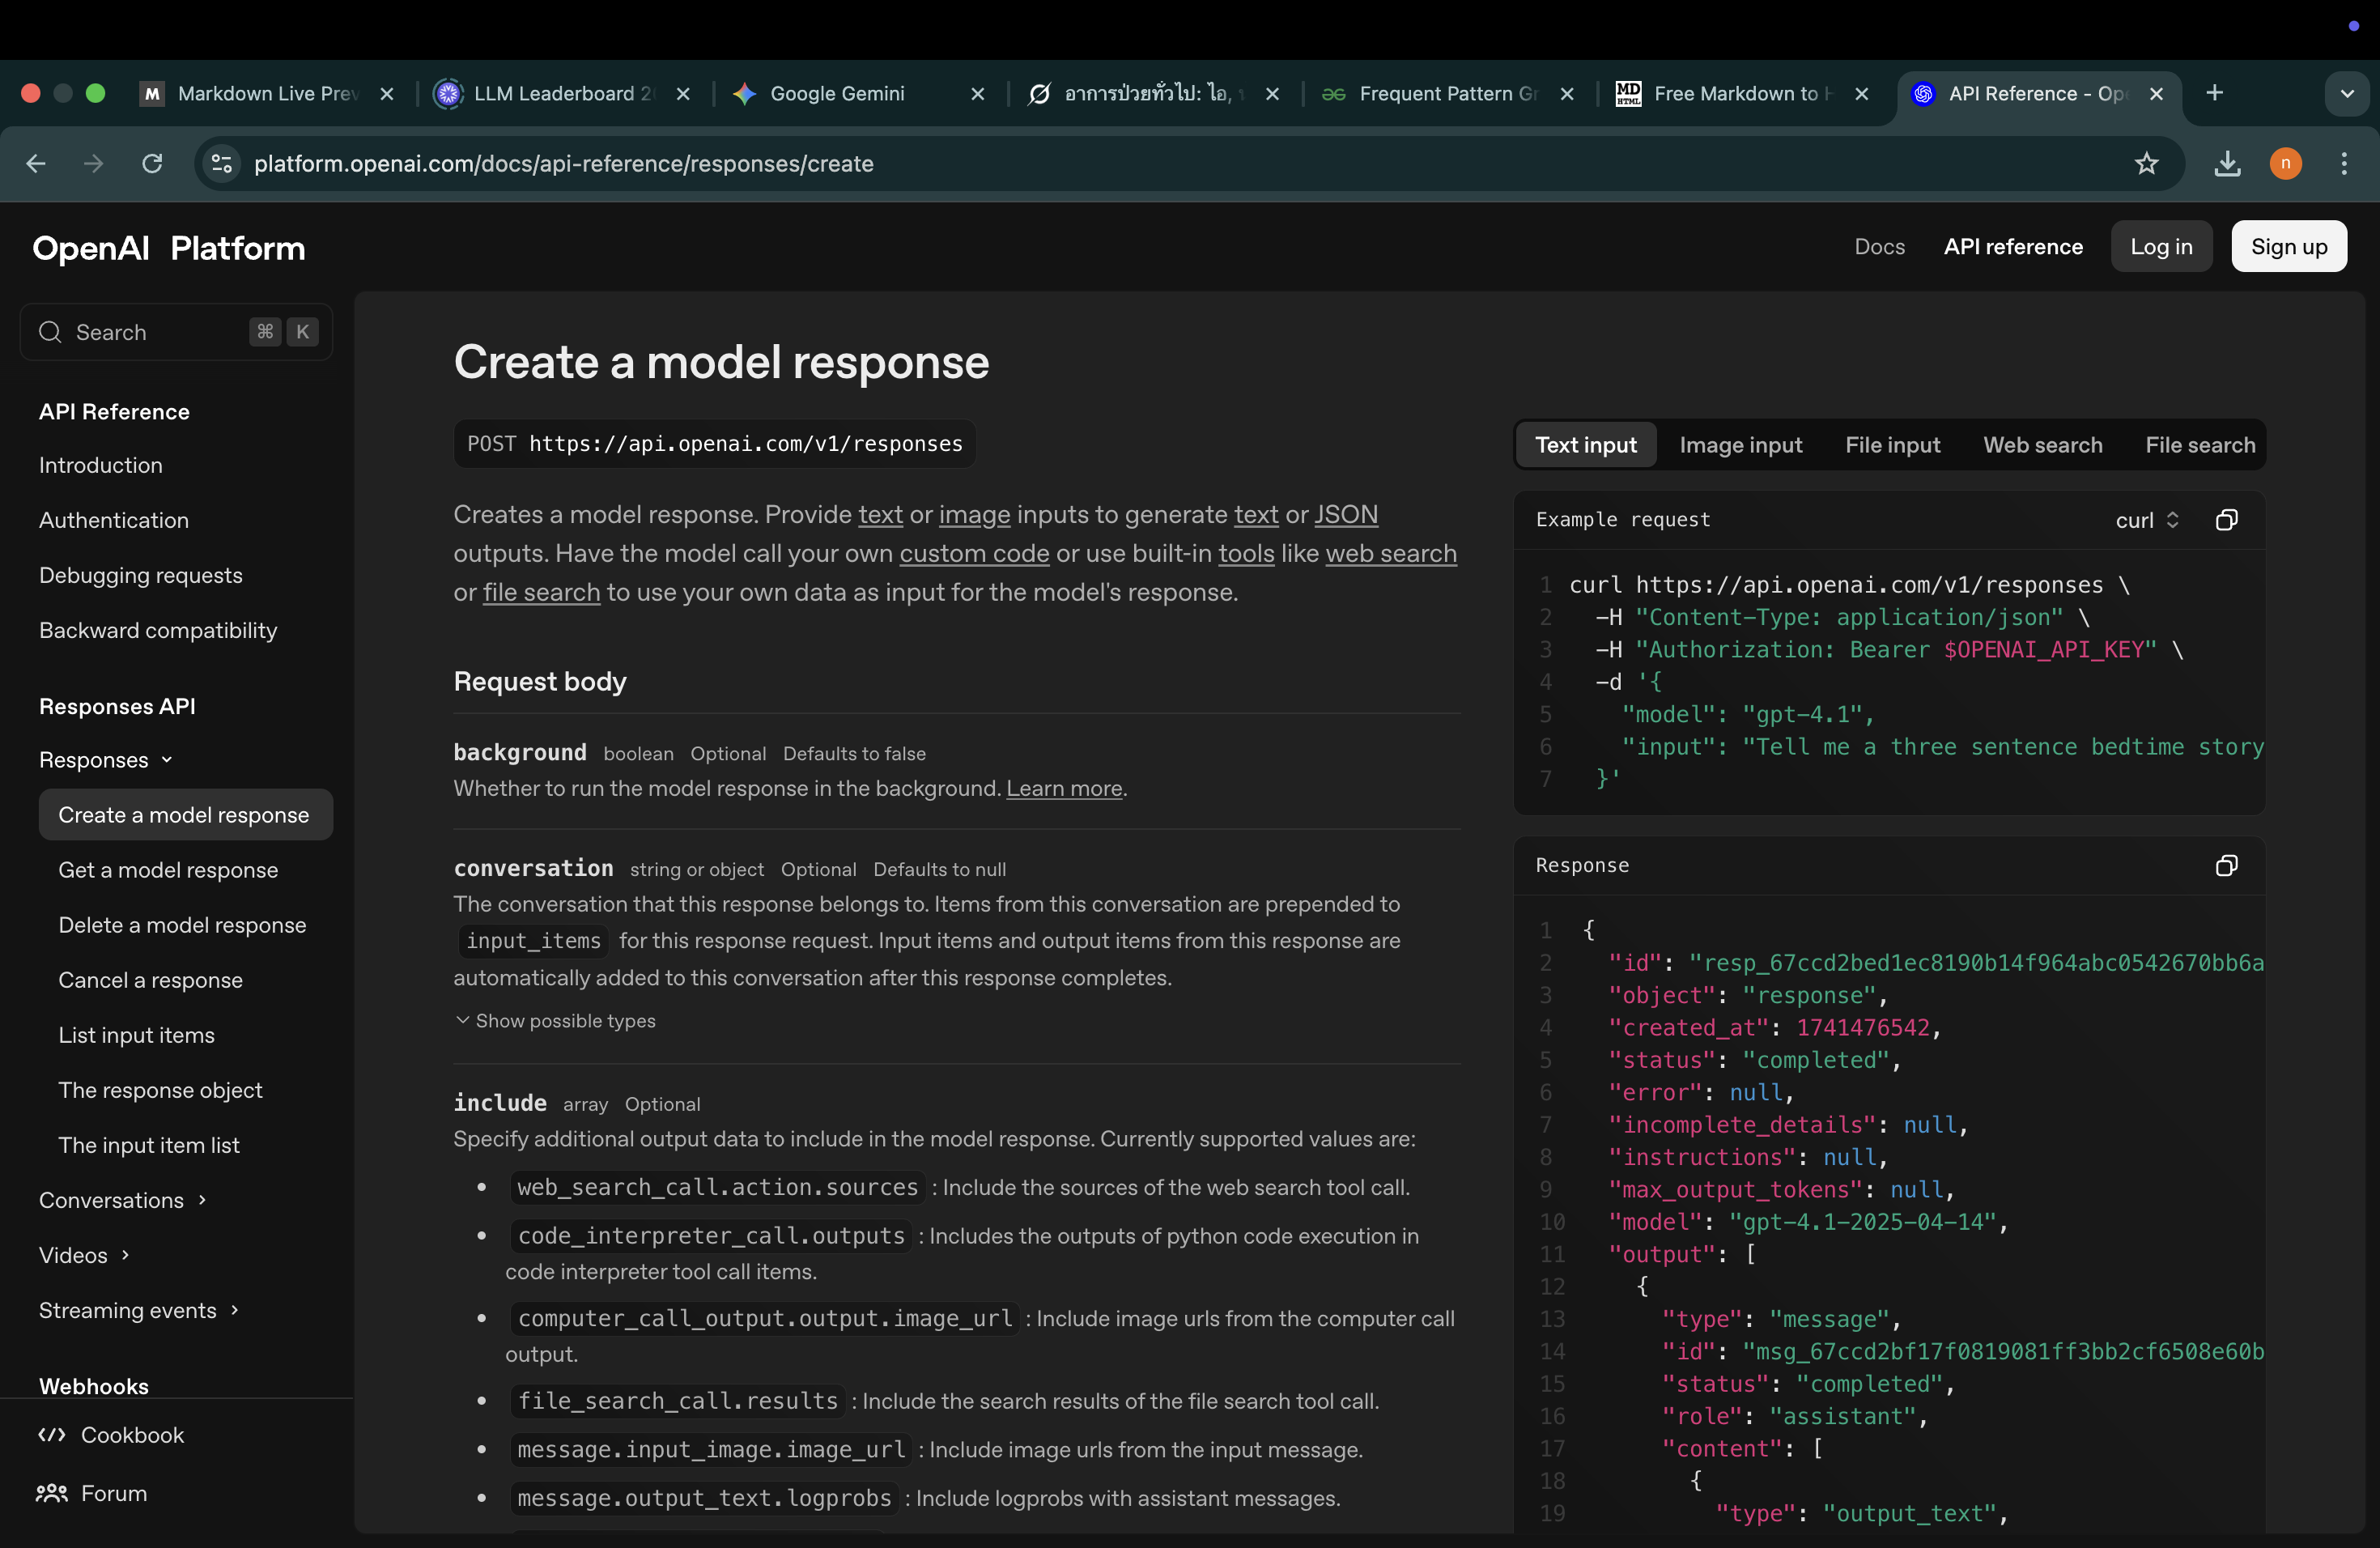 Markdown Live Prev
LLM Leaderboard 2
Google Gemini
อาการป่วยทั่วไป: ไอ,
Frequent Pattern Gr
MD HTML
Free Markdown to H
API Reference - Ope
platform.openai.com/docs/api-reference/responses/create
n
OpenAI Platform
Docs
API reference
Log in
Sign up
Search
⌘ K
API Reference
Introduction
Authentication
Debugging requests
Backward compatibility
Responses API
Responses
Create a model response
Get a model response
Delete a model response
Cancel a response
List input items
The response object
The input item list
Conversations
Videos
Streaming events
Webhooks
Cookbook
Forum
Create a model response
POST https://api.openai.com/v1/responses
Creates a model response. Provide text or image inputs to generate text or JSON
outputs. Have the model call your own custom code or use built-in tools like web search
or file search to use your own data as input for the model's response.
Request body
background boolean Optional Defaults to false
Whether to run the model response in the background. Learn more.
conversation string or object Optional Defaults to null
The conversation that this response belongs to. Items from this conversation are prepended to
input_items for this response request. Input items and output items from this response are
automatically added to this conversation after this response completes.
Show possible types
include array Optional
Specify additional output data to include in the model response. Currently supported values are:
• web_search_call.action.sources : Include the sources of the web search tool call.
• code_interpreter_call.outputs : Includes the outputs of python code execution in
code interpreter tool call items.
• computer_call_output.output.image_url : Include image urls from the computer call
output.
• file_search_call.results : Include the search results of the file search tool call.
• message.input_image.image_url : Include image urls from the input message.
• message.output_text.logprobs : Include logprobs with assistant messages.
Text input
Image input
File input
Web search
File search
Example request
curl
1 curl https://api.openai.com/v1/responses \
2 -H "Content-Type: application/json" \
3 -H "Authorization: Bearer $OPENAI_API_KEY" \
4 -d '{
5 "model": "gpt-4.1",
6 "input": "Tell me a three sentence bedtime story
7 }'
Response
1 {
2 "id": "resp_67ccd2bed1ec8190b14f964abc0542670bb6a
3 "object": "response",
4 "created_at": 1741476542,
5 "status": "completed",
6 "error": null,
7 "incomplete_details": null,
8 "instructions": null,
9 "max_output_tokens": null,
10 "model": "gpt-4.1-2025-04-14",
11 "output": [
12 {
13 "type": "message",
14 "id": "msg_67ccd2bf17f0819081ff3bb2cf6508e60b
15 "status": "completed",
16 "role": "assistant",
17 "content": [
18 {
19 "type": "output_text",